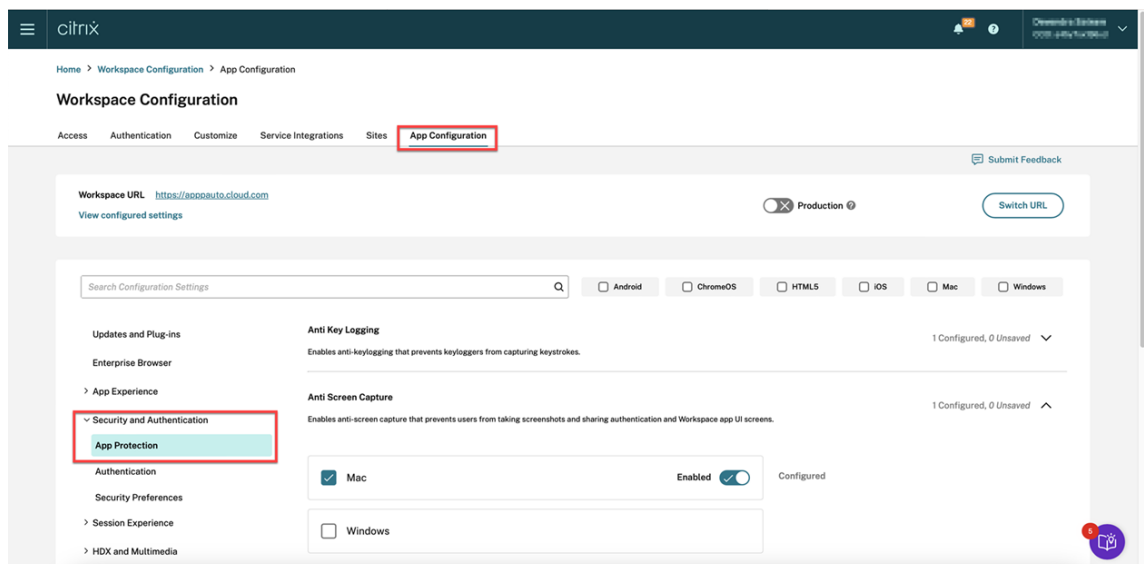 citrix
22
?
Home > Workspace Configuration > App Configuration
Workspace Configuration
Access Authentication Customize Service Integrations Sites App Configuration
Submit Feedback
Workspace URL https://apppauto.cloud.com
View configured settings
Production ?
Switch URL
Search Configuration Settings
Android ChromeOS HTML5 iOS Mac Windows
Updates and Plug-ins
Enterprise Browser
App Experience
Security and Authentication
App Protection
Authentication
Security Preferences
Session Experience
HDX and Multimedia
Anti Key Logging
Enables anti-keylogging that prevents keyloggers from capturing keystrokes.
1 Configured, 0 Unsaved
Anti Screen Capture
Enables anti-screen capture that prevents users from taking screenshots and sharing authentication and Workspace app UI screens.
1 Configured, 0 Unsaved
Mac Enabled Configured
Windows
5